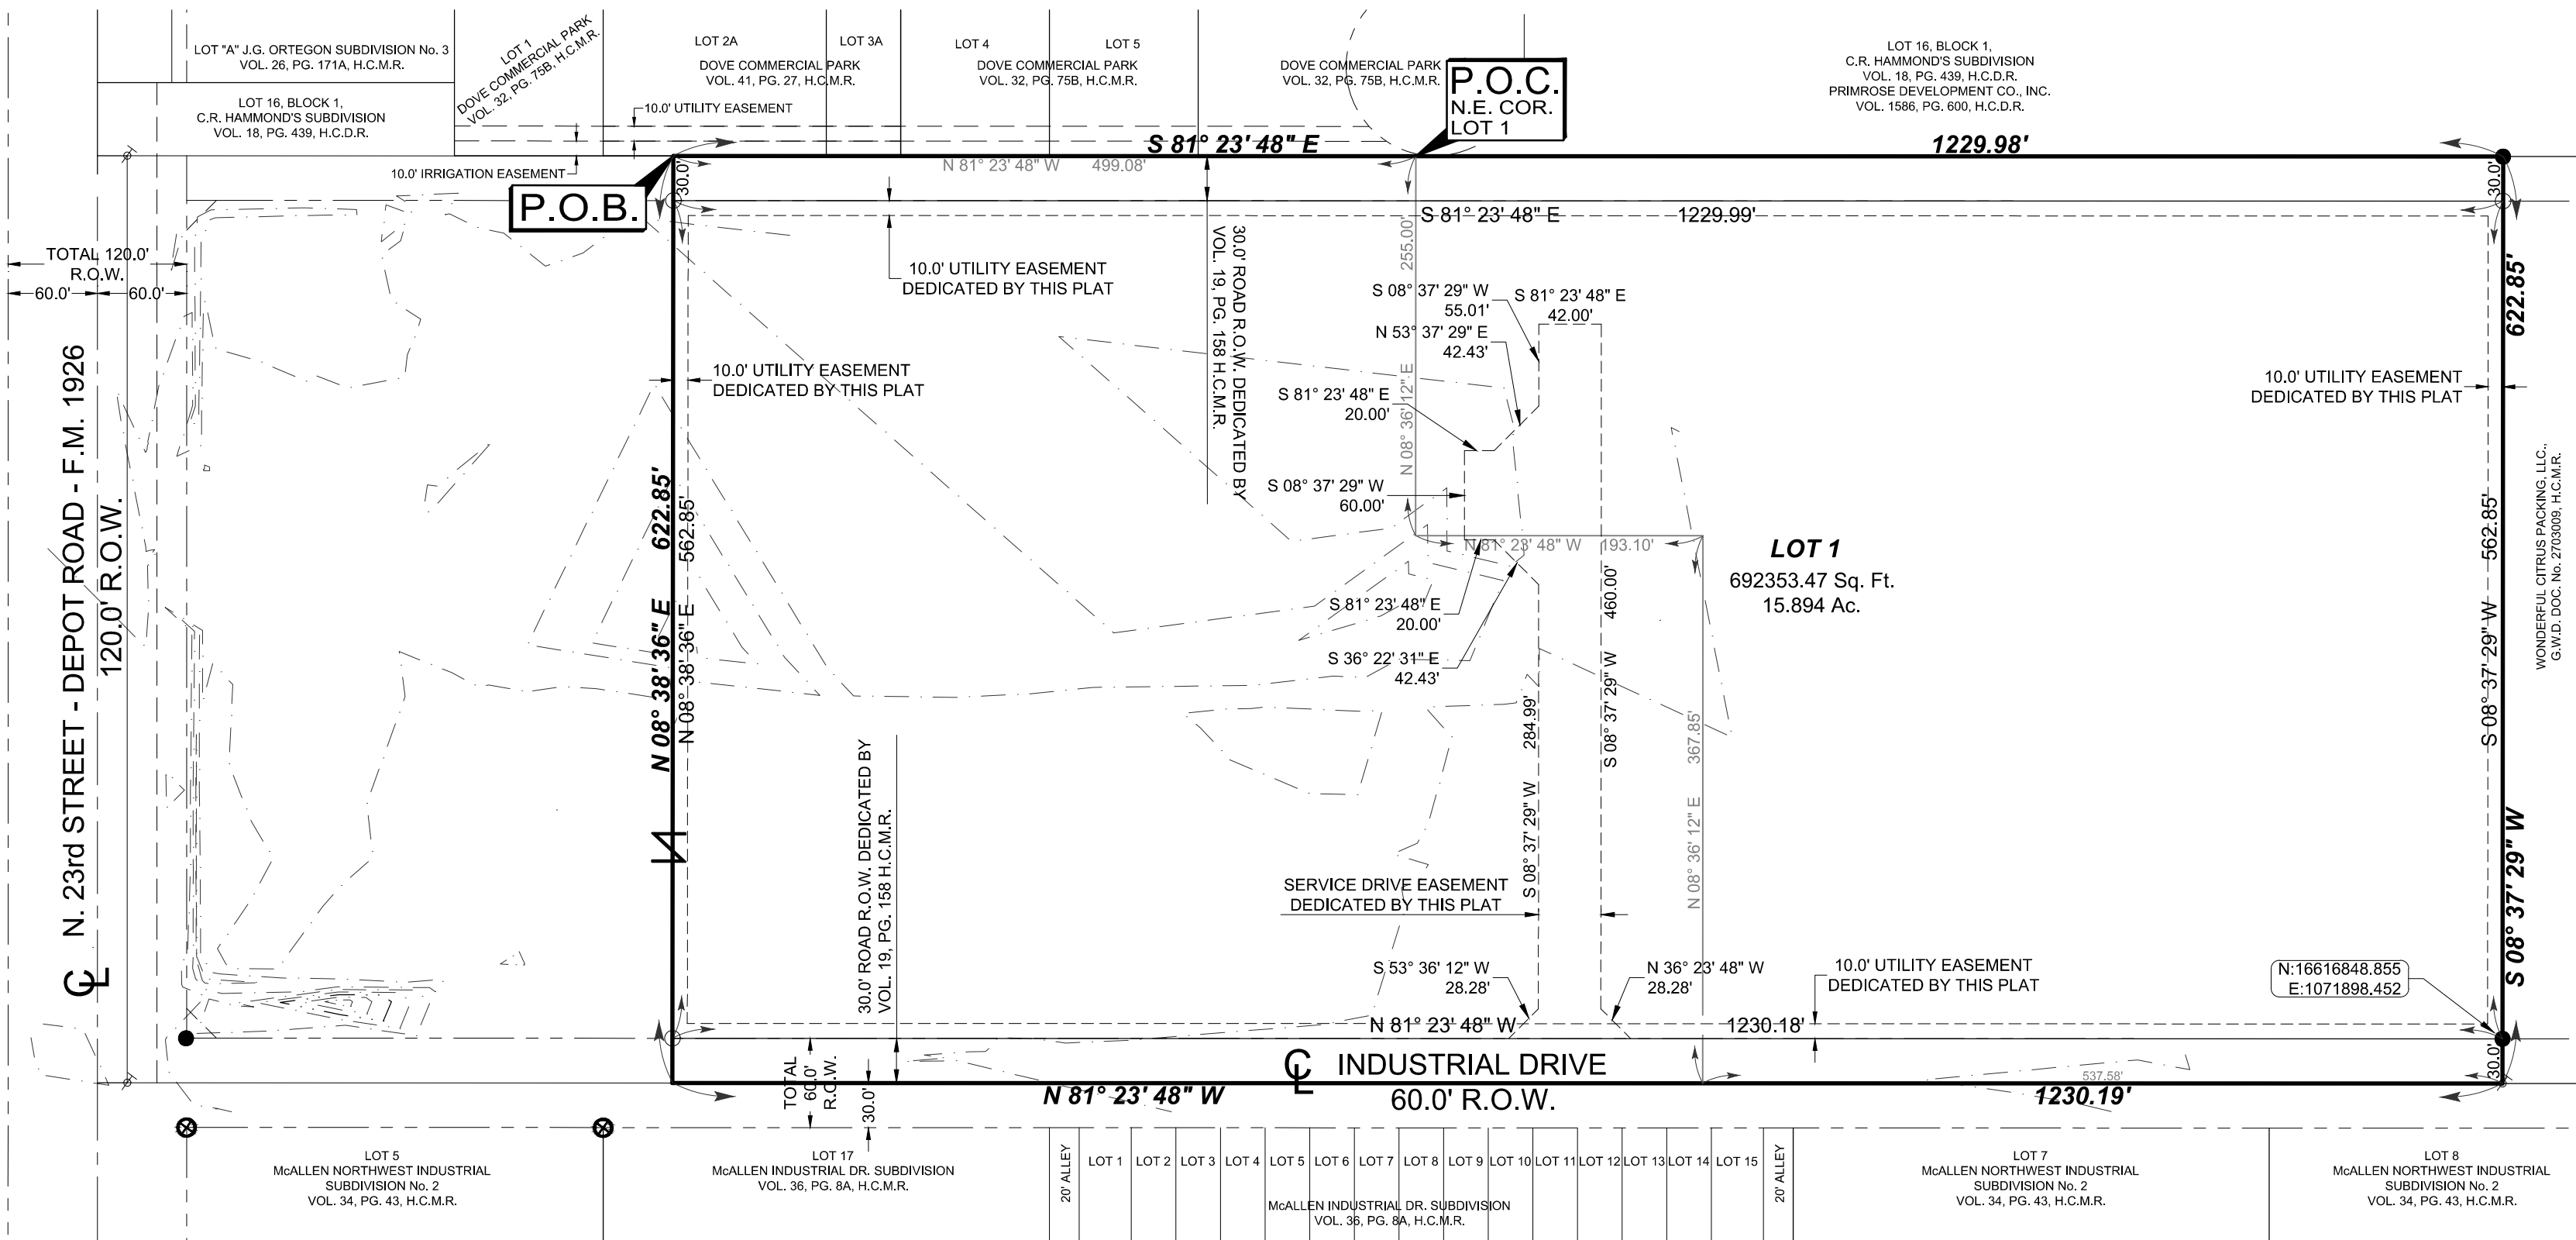 LOT "A" J.G. ORTEGON SUBDIVISION No. 3
VOL. 26, PG. 171A, H.C.M.R.
LOT 16, BLOCK 1,
C.R. HAMMOND'S SUBDIVISION
VOL. 18, PG. 439, H.C.D.R.
LOT 1
DOVE COMMERCIAL PARK
VOL. 32, PG. 75B, H.C.M.R.
LOT 2A
LOT 3A
DOVE COMMERCIAL PARK
VOL. 41, PG. 27, H.C.M.R.
LOT 4
LOT 5
DOVE COMMERCIAL PARK
VOL. 32, PG. 75B, H.C.M.R.
DOVE COMMERCIAL PARK
VOL. 32, PG. 75B, H.C.M.R.
P.O.C.
N.E. COR.
LOT 1
LOT 16, BLOCK 1,
C.R. HAMMOND'S SUBDIVISION
VOL. 18, PG. 439, H.C.D.R.
PRIMROSE DEVELOPMENT CO., INC.
VOL. 1586, PG. 600, H.C.D.R.
10.0' UTILITY EASEMENT
10.0' IRRIGATION EASEMENT
S 81° 23' 48" E
1229.98'
N 81° 23' 48" W 499.08'
P.O.B.
30.0'
30.0'
S 81° 23' 48" E
1229.99'
TOTAL 120.0'
R.O.W.
60.0'
60.0'
10.0' UTILITY EASEMENT
DEDICATED BY THIS PLAT
30.0' ROAD R.O.W. DEDICATED BY
VOL. 19, PG. 158 H.C.M.R.
N 08° 36' 12" E 255.00'
S 08° 37' 29" W
55.01'
S 81° 23' 48" E
42.00'
N 53° 37' 29" E
42.43'
S 81° 23' 48" E
20.00'
S 08° 37' 29" W
60.00'
10.0' UTILITY EASEMENT
DEDICATED BY THIS PLAT
10.0' UTILITY EASEMENT
DEDICATED BY THIS PLAT
622.85'
S 08° 37' 29" W
S 08° 37' 29" W 562.85'
WONDERFUL CITRUS PACKING, LLC.,
G.W.D. DOC. No. 2703009, H.C.M.R.
N. 23rd STREET - DEPOT ROAD - F.M. 1926
120.0' R.O.W.
CL
N 08° 38' 36" E 622.85'
N 08° 38' 36" E 562.85'
N 81° 23' 48" W 193.10'
LOT 1
692353.47 Sq. Ft.
15.894 Ac.
S 81° 23' 48" E
20.00'
S 36° 22' 31" E
42.43'
S 08° 37' 29" W 284.99'
S 08° 37' 29" W 460.00'
N 08° 36' 12" E 367.85'
30.0' ROAD R.O.W. DEDICATED BY
VOL. 19, PG. 158 H.C.M.R.
SERVICE DRIVE EASEMENT
DEDICATED BY THIS PLAT
S 53° 36' 12" W
28.28'
N 36° 23' 48" W
28.28'
10.0' UTILITY EASEMENT
DEDICATED BY THIS PLAT
N:16616848.855
E:1071898.452
N 81° 23' 48" W
1230.18'
CL INDUSTRIAL DRIVE
60.0' R.O.W.
TOTAL
60.0'
R.O.W.
30.0'
N 81° 23' 48" W
537.58'
1230.19'
30.0'
LOT 5
McALLEN NORTHWEST INDUSTRIAL
SUBDIVISION No. 2
VOL. 34, PG. 43, H.C.M.R.
LOT 17
McALLEN INDUSTRIAL DR. SUBDIVISION
VOL. 36, PG. 8A, H.C.M.R.
20' ALLEY
LOT 1
LOT 2
LOT 3
LOT 4
LOT 5
LOT 6
LOT 7
LOT 8
LOT 9
LOT 10
LOT 11
LOT 12
LOT 13
LOT 14
LOT 15
20' ALLEY
McALLEN INDUSTRIAL DR. SUBDIVISION
VOL. 36, PG. 8A, H.C.M.R.
LOT 7
McALLEN NORTHWEST INDUSTRIAL
SUBDIVISION No. 2
VOL. 34, PG. 43, H.C.M.R.
LOT 8
McALLEN NORTHWEST INDUSTRIAL
SUBDIVISION No. 2
VOL. 34, PG. 43, H.C.M.R.